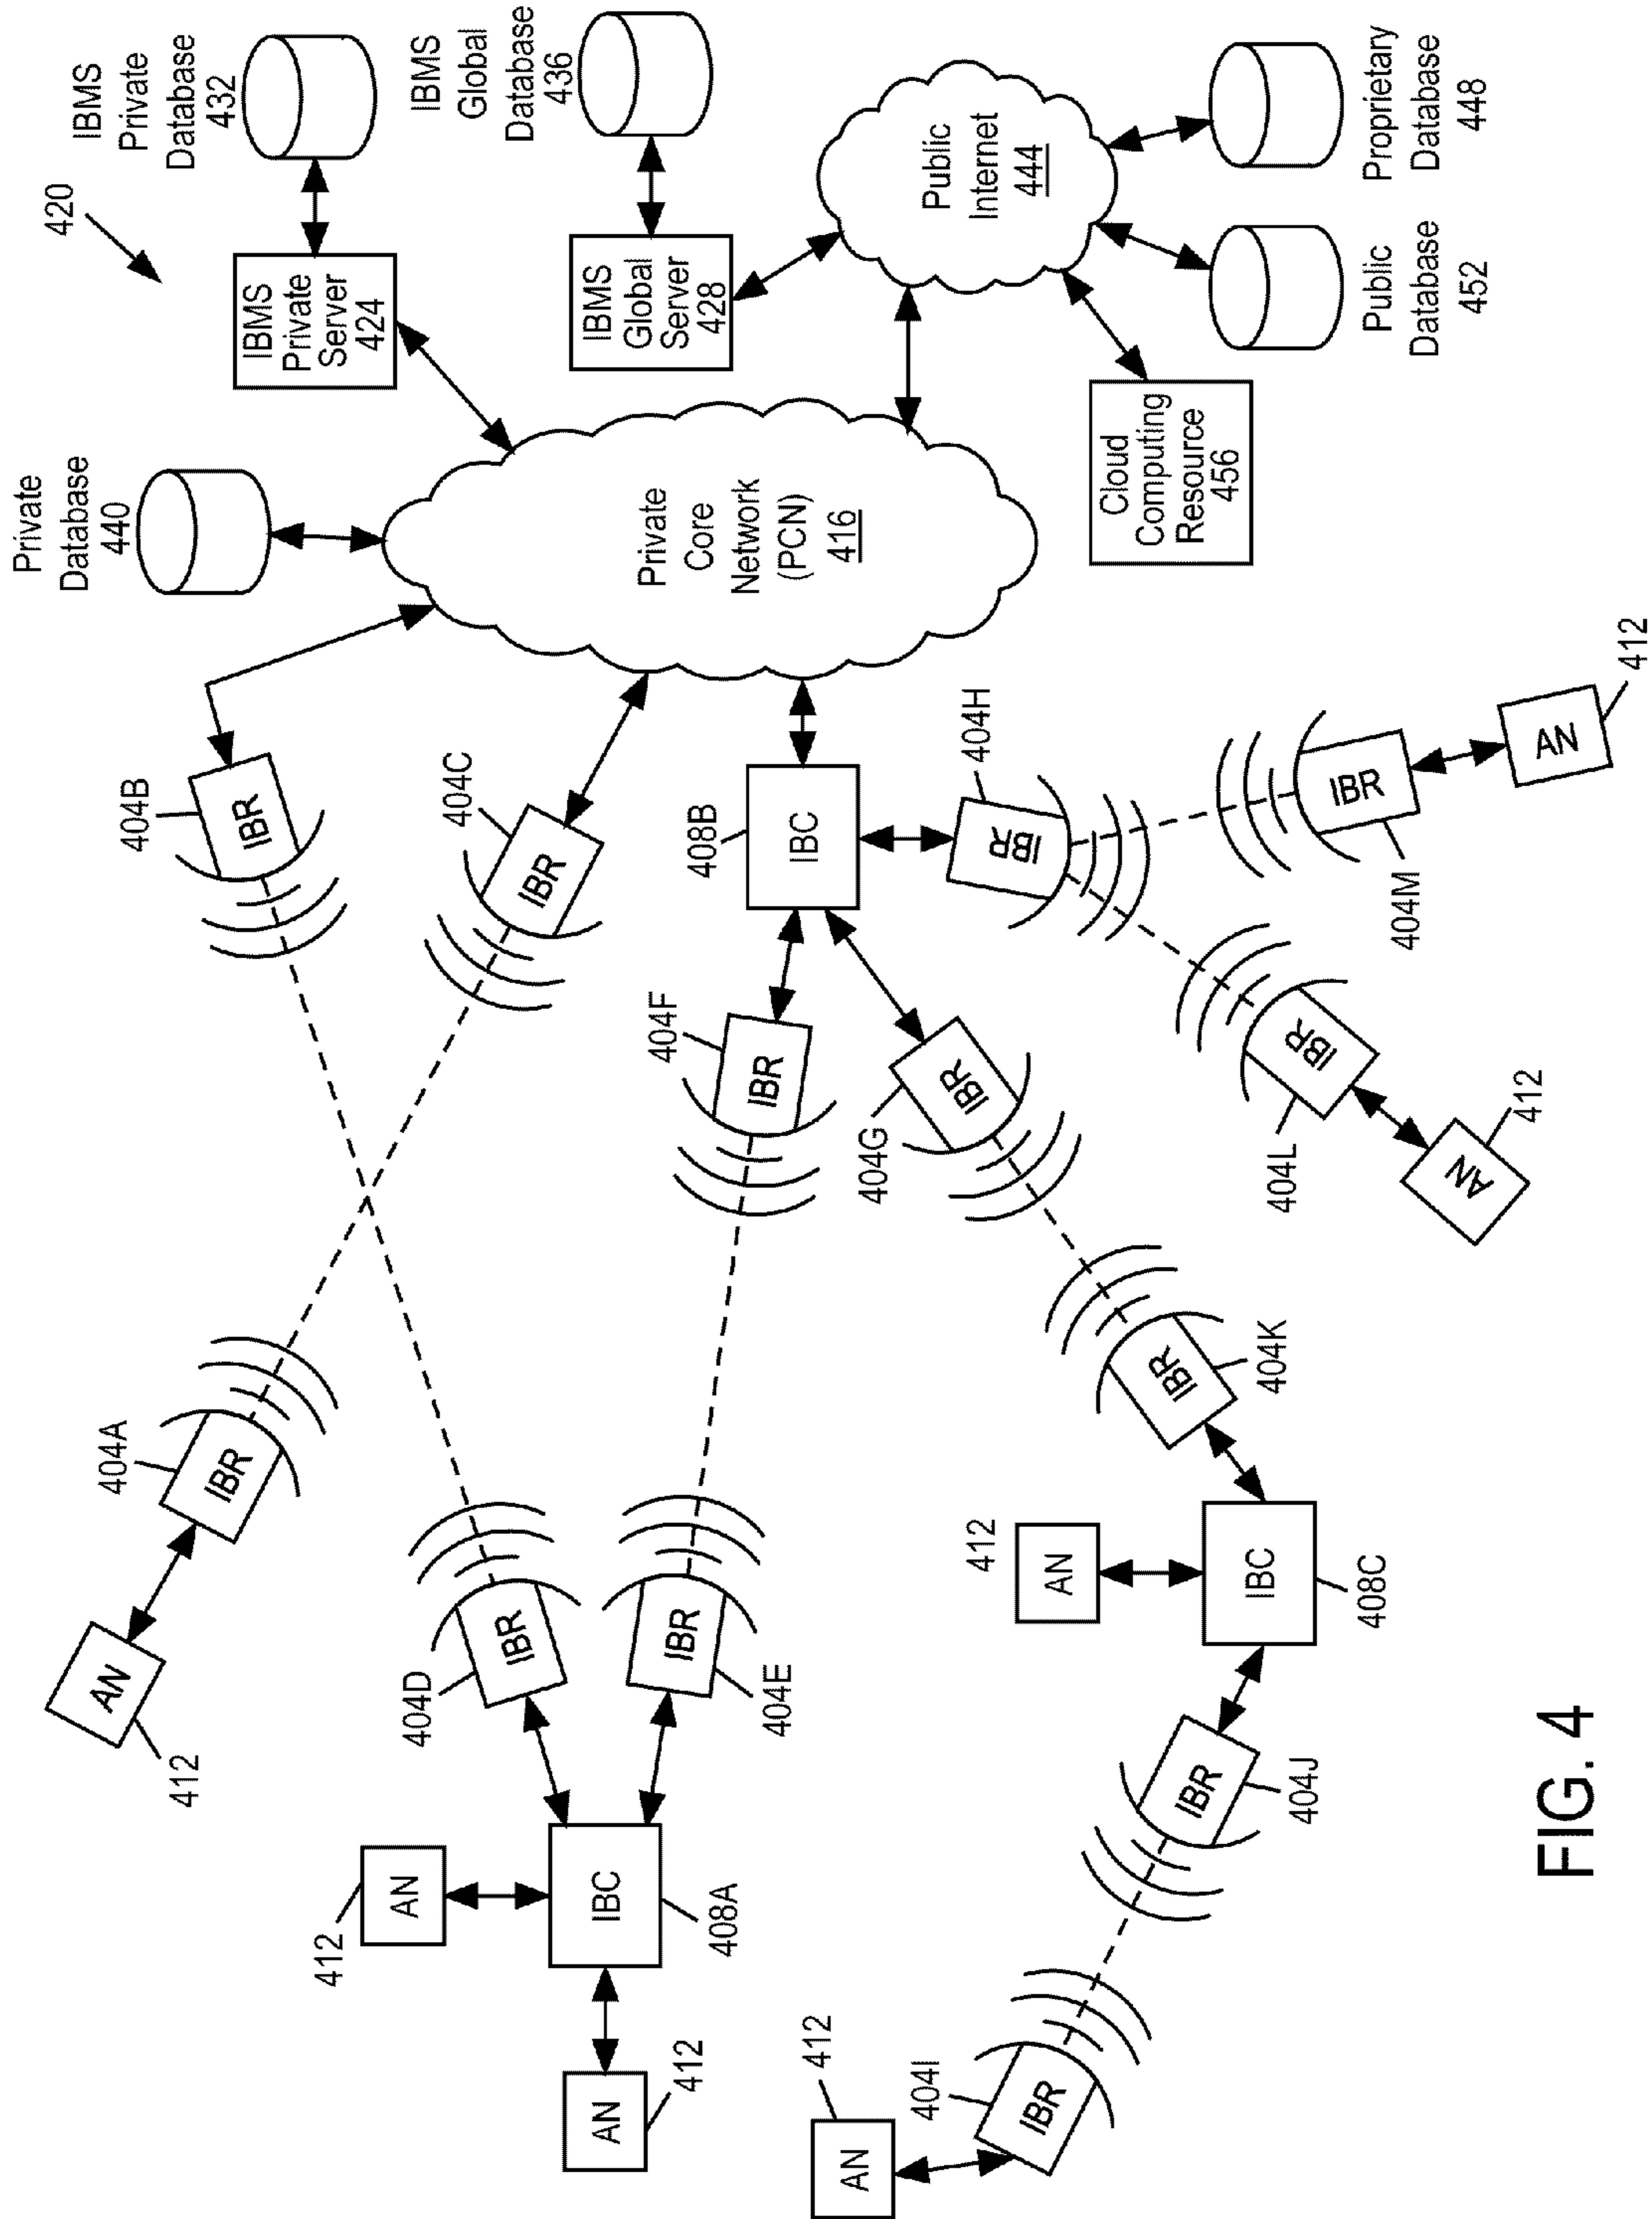 420
IBMS
Private
Database
432
IBMS
Global
Database
436
Private
Database
440
IBMS
Private
Server
424
IBMS
Global
Server
428
Public
Internet
444
Proprietary
Database
448
Public
Database
452
Cloud
Computing
Resource
456
Private
Core
Network
(PCN)
416
404B
IBR
404C
IBR
408B
IBC
404H
IBR
404F
IBR
404G
IBR
IBR
404M
AN
412
IBR
404L
AN
412
404A
IBR
AN
412
404D
IBR
IBR
404E
IBR
404K
412
AN
IBC
408C
412
AN
IBC
408A
AN
412
IBR
404J
404I
IBR
412
AN
FIG. 4